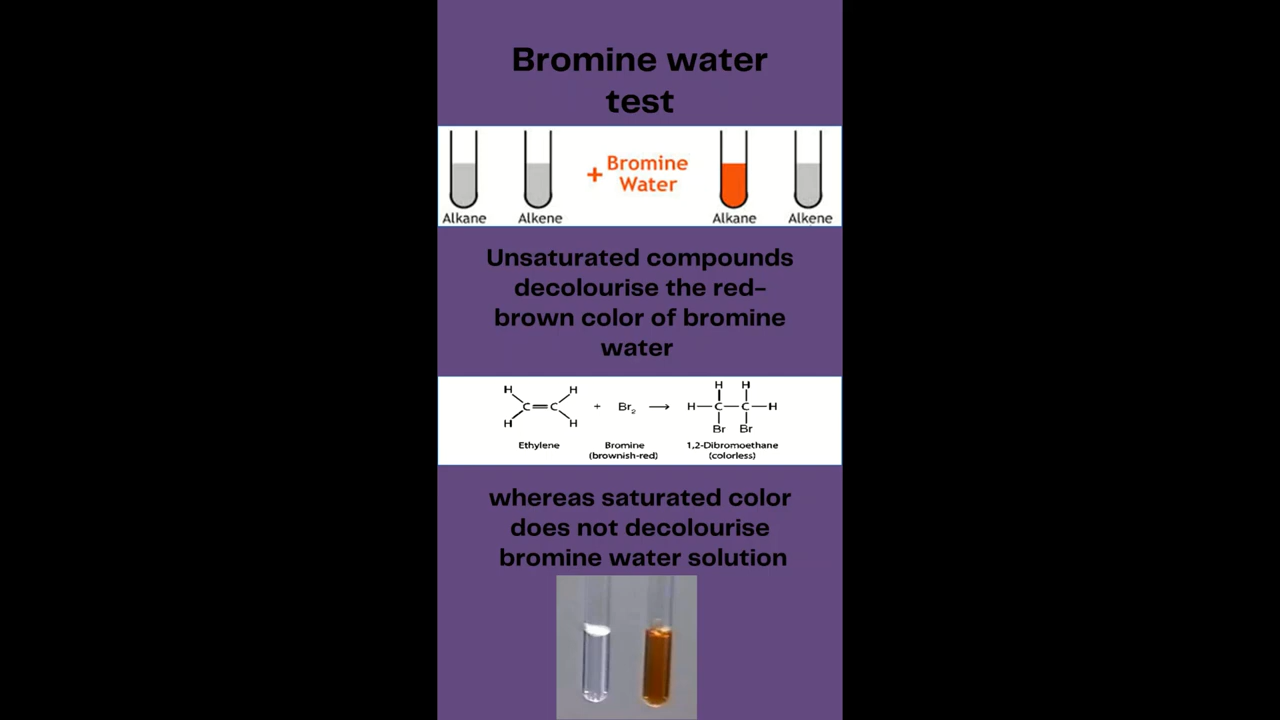 Bromine water
test
+ Bromine
Water
Alkane Alkene Alkane Alkene
Unsaturated compounds
decolourise the red-
brown color of bromine
water
H H H H
C=C + Br2 → H—C—C—H
H H Br Br
Ethylene Bromine 1,2-Dibromoethane
(brownish-red) (colorless)
whereas saturated color
does not decolourise
bromine water solution